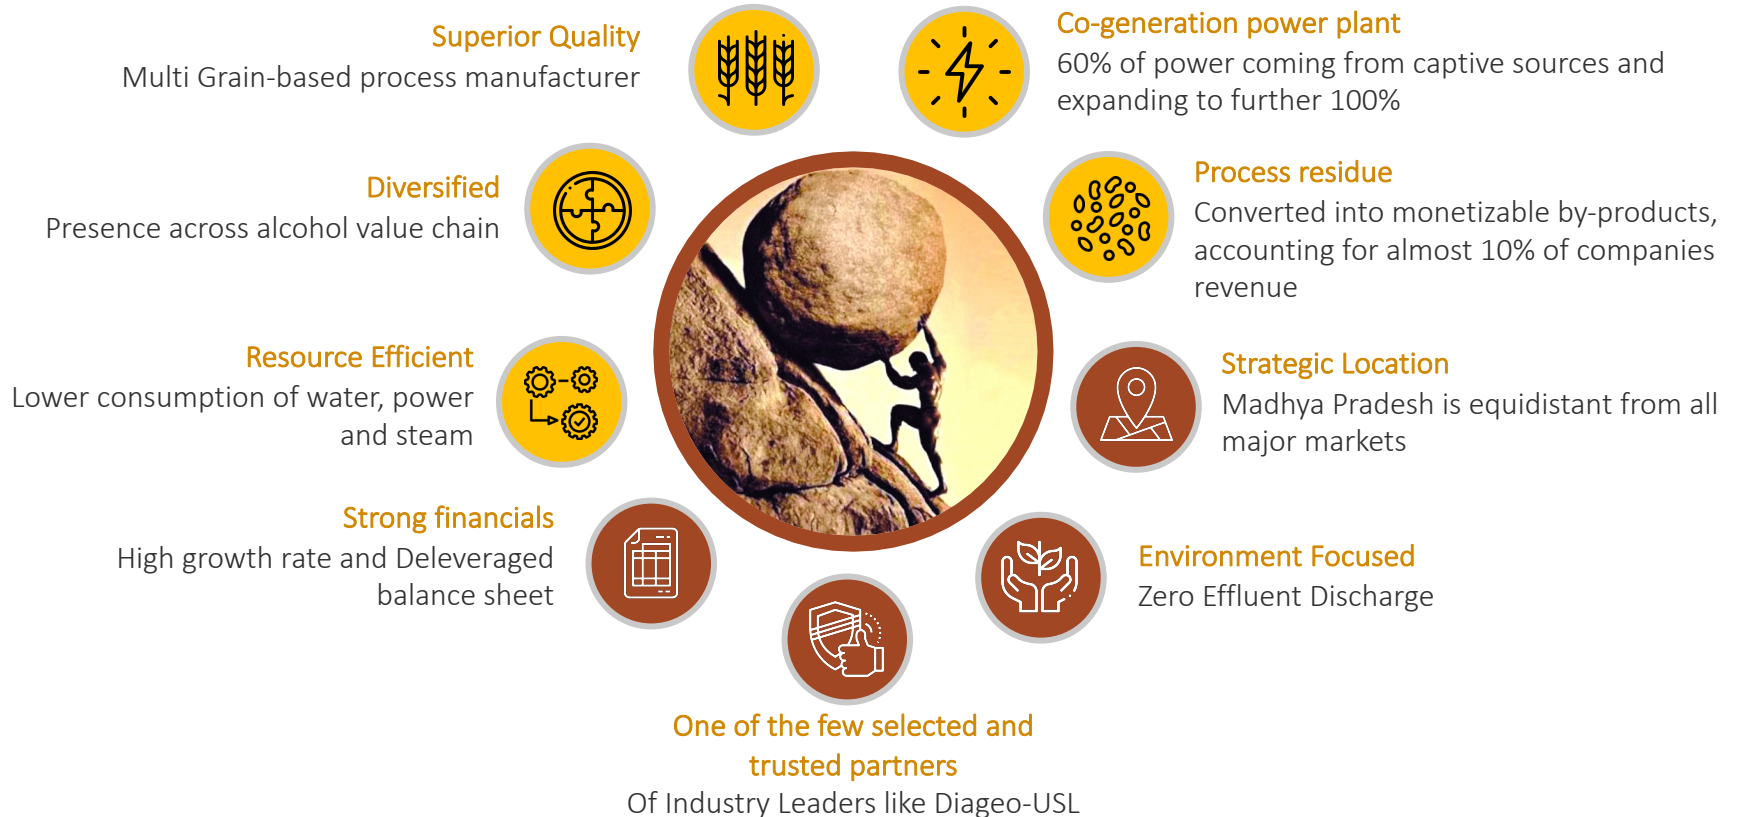 Superior Quality
Multi Grain-based process manufacturer
Co-generation power plant
60% of power coming from captive sources and
expanding to further 100%
Diversified
Presence across alcohol value chain
Process residue
Converted into monetizable by-products,
accounting for almost 10% of companies
revenue
Resource Efficient
Lower consumption of water, power
and steam
Strategic Location
Madhya Pradesh is equidistant from all
major markets
Strong financials
High growth rate and Deleveraged
balance sheet
Environment Focused
Zero Effluent Discharge
One of the few selected and
trusted partners
Of Industry Leaders like Diageo-USL